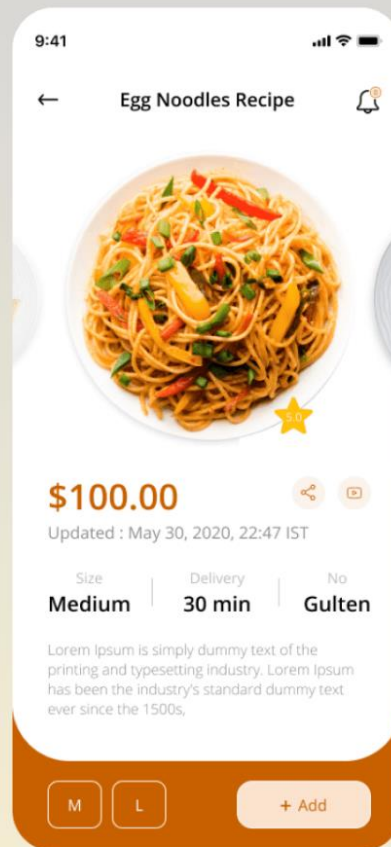 9:41
Egg Noodles Recipe
5.0
$100.00
Updated : May 30, 2020, 22:47 IST
Size Delivery No
Medium 30 min Gulten
Lorem Ipsum is simply dummy text of the
printing and typesetting industry. Lorem Ipsum
has been the industry's standard dummy text
ever since the 1500s,
M L + Add